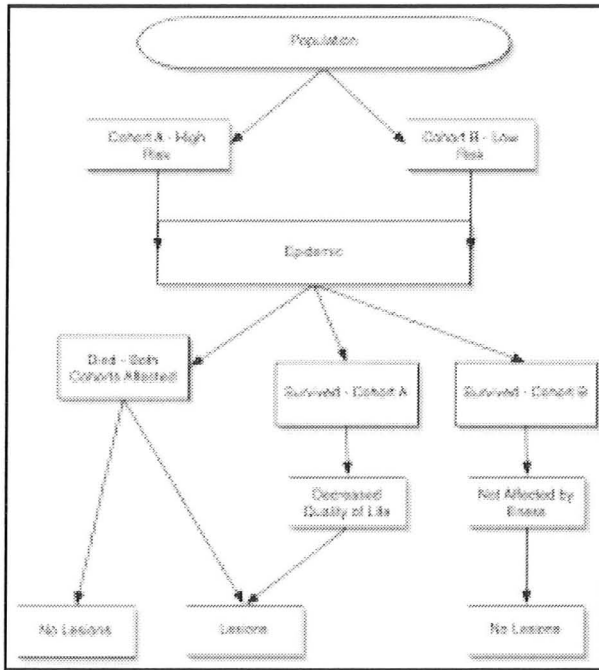 Population
Cohort A - High
Risk
Cohort B - Low
Risk
Epidemic
Died - Both
Cohorts Affected
Survived - Cohort A
Survived - Cohort B
Decreased
Quality of Life
Not Affected by
Illness
No Lesions
Lesions
No Lesions